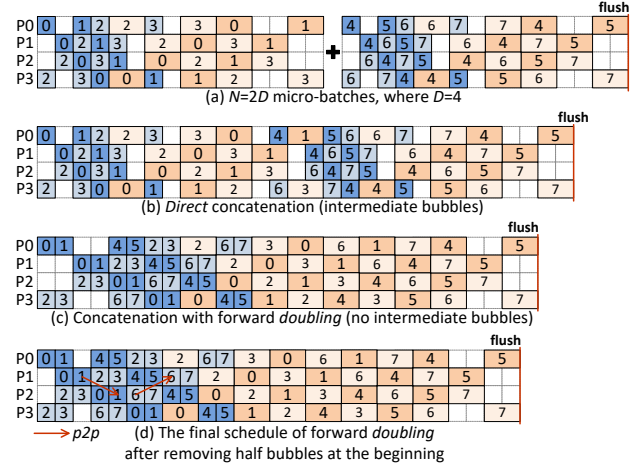 flush
P0 0 1 2 2 3 3 0 1 + 4 5 6 6 7 7 4 5
P1 0 2 1 3 2 0 3 1 4 6 5 7 6 4 7 5
P2 2 0 3 1 0 2 1 3 6 4 7 5 4 6 5 7
P3 2 3 0 0 1 1 2 3 6 7 4 4 5 5 6 7
(a) N=2D micro-batches, where D=4
flush
P0 0 1 2 2 3 3 0 4 1 5 6 6 7 7 4 5
P1 0 2 1 3 2 0 3 1 4 6 5 7 6 4 7 5
P2 2 0 3 1 0 2 1 3 6 4 7 5 4 6 5 7
P3 2 3 0 0 1 1 2 6 3 7 4 4 5 5 6 7
(b) Direct concatenation (intermediate bubbles)
flush
P0 0 1 4 5 2 3 2 6 7 3 0 6 1 7 4 5
P1 0 1 2 3 4 5 6 7 2 0 3 1 6 4 7 5
P2 2 3 0 1 6 7 4 5 0 2 1 3 4 6 5 7
P3 2 3 6 7 0 1 0 4 5 1 2 4 3 5 6 7
(c) Concatenation with forward doubling (no intermediate bubbles)
flush
P0 0 1 4 5 2 3 2 6 7 3 0 6 1 7 4 5
P1 0 1 2 3 4 5 6 7 2 0 3 1 6 4 7 5
P2 2 3 0 1 6 7 4 5 0 2 1 3 4 6 5 7
P3 2 3 6 7 0 1 0 4 5 1 2 4 3 5 6 7
p2p (d) The final schedule of forward doubling
after removing half bubbles at the beginning